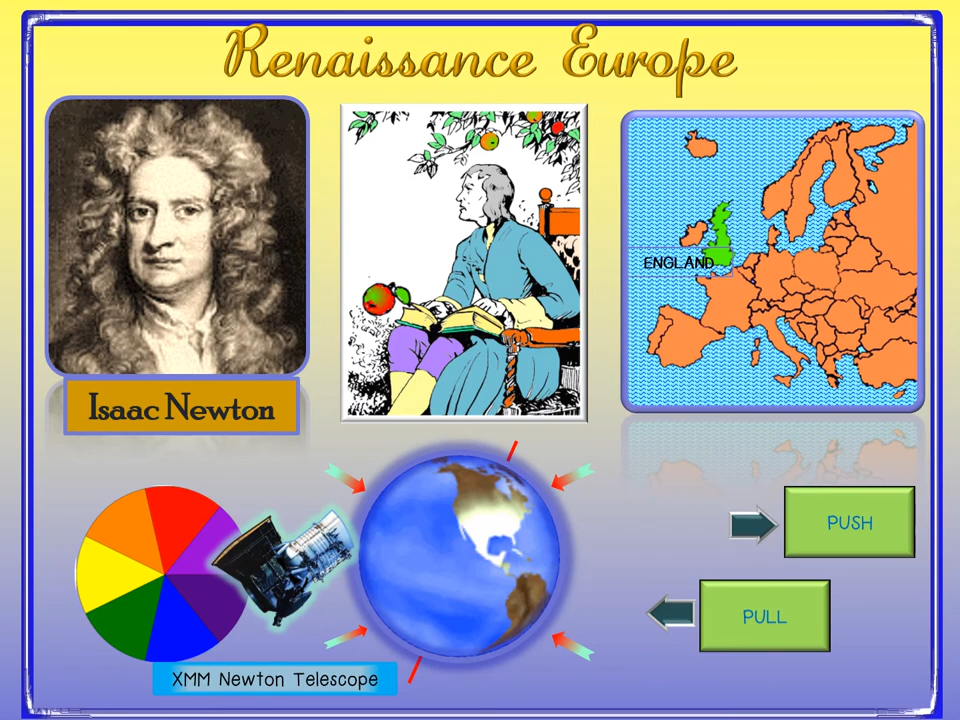 Renaissance Europe
ENGLAND
Isaac Newton
PUSH
PULL
XMM Newton Telescope